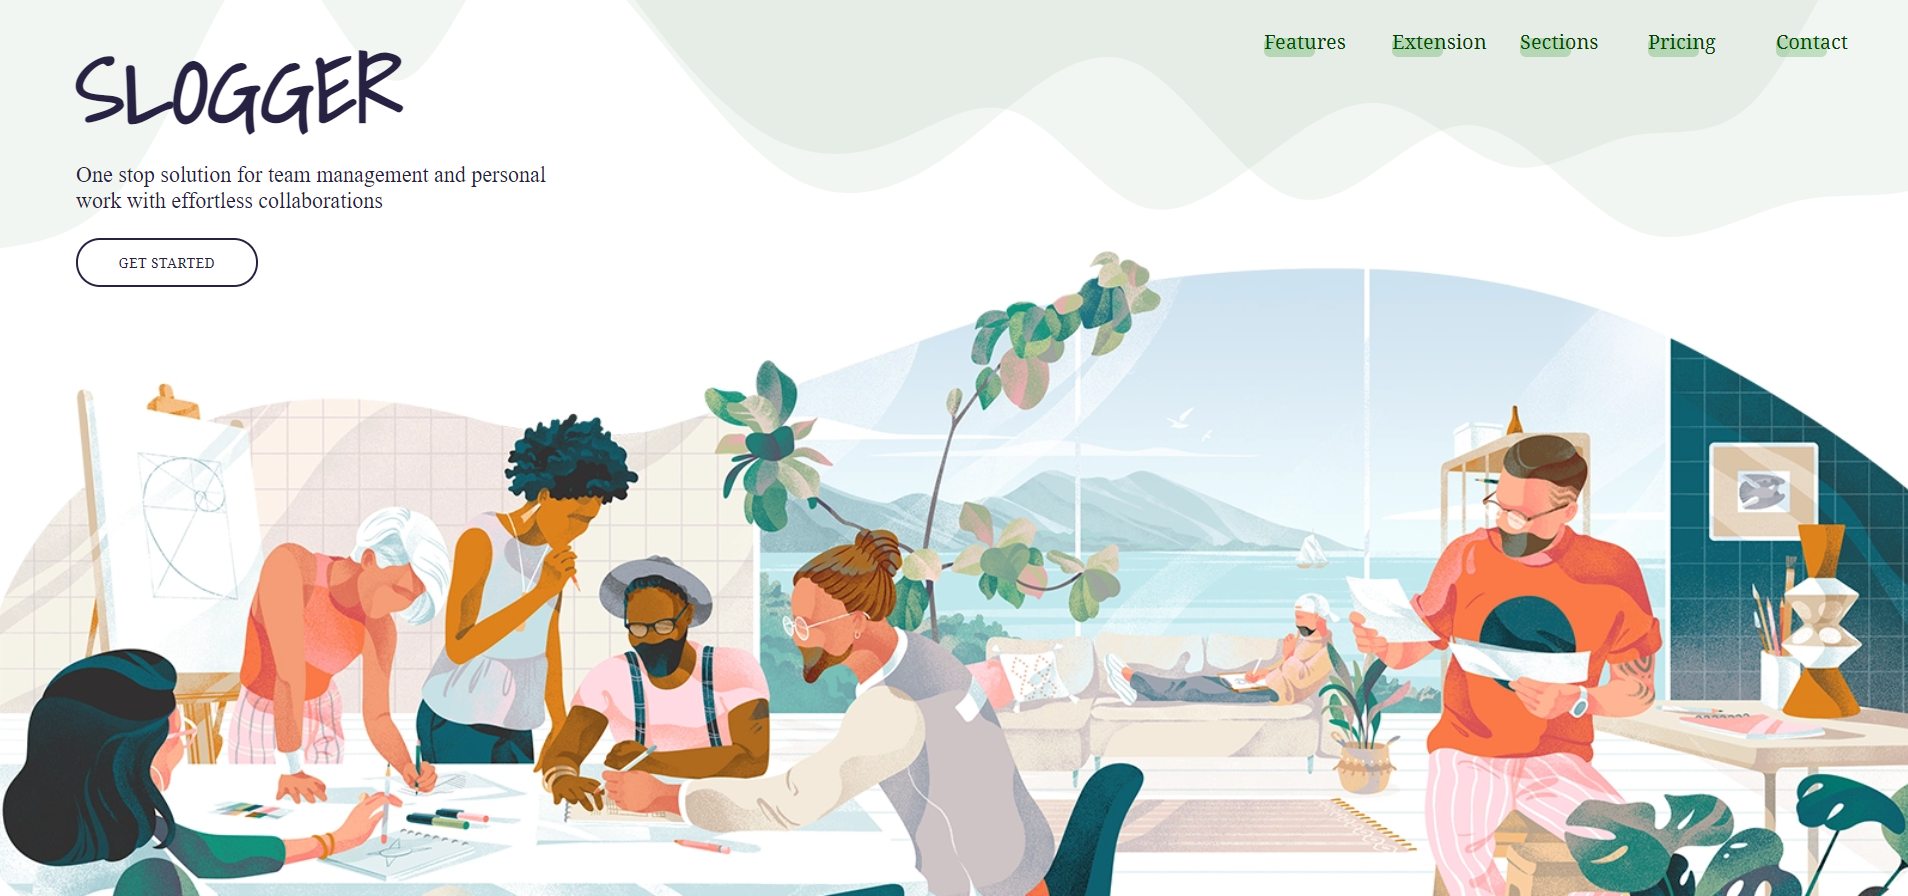 Features Extension Sections Pricing Contact
SLOGGER
One stop solution for team management and personal
work with effortless collaborations
GET STARTED